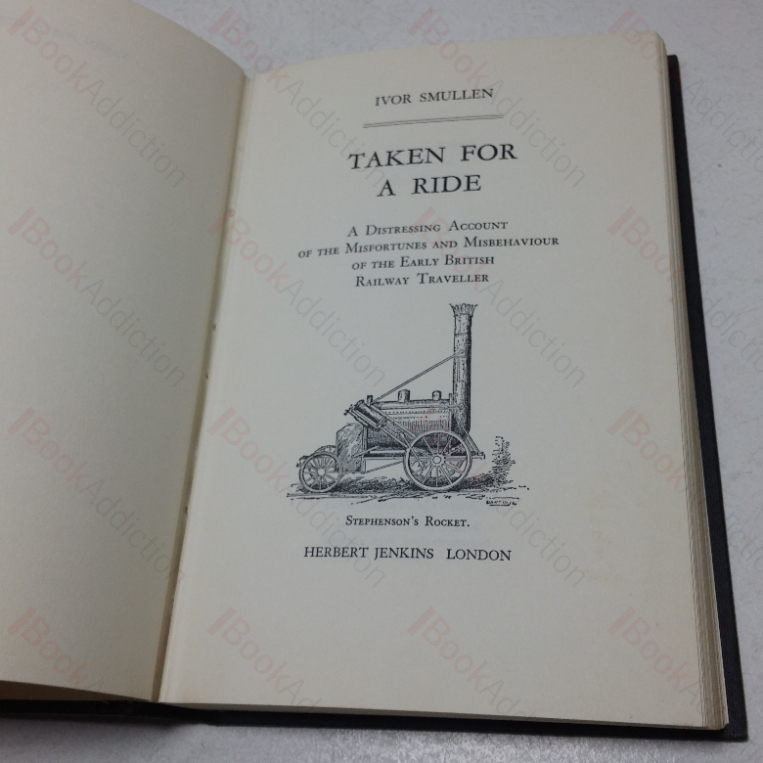 IVOR SMULLEN
TAKEN FOR
A RIDE
A Distressing Account
of the Misfortunes and Misbehaviour
of the Early British
Railway Traveller
Stephenson's Rocket.
HERBERT JENKINS LONDON
BookAddiction